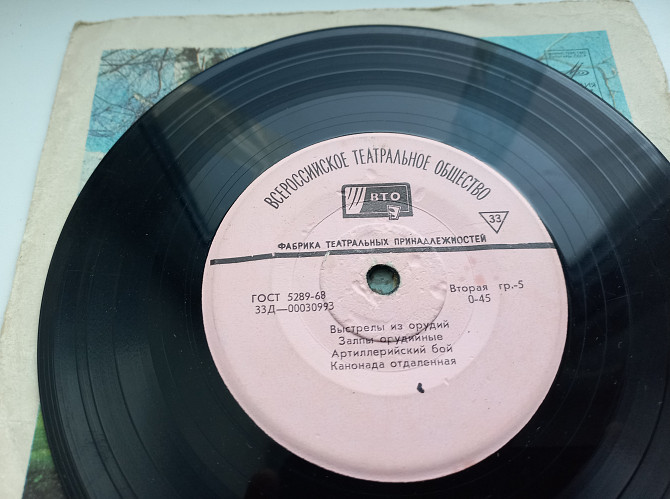 ВСЕРОССИЙСКОЕ ТЕАТРАЛЬНОЕ ОБЩЕСТВО
ВТО
33
ФАБРИКА ТЕАТРАЛЬНЫХ ПРИНАДЛЕЖНОСТЕЙ
ГОСТ 5289-68
33Д—00030993
Вторая гр.-5
0-45
Выстрелы из орудий
Залпы орудийные
Артиллерийский бой
Канонада отдаленная